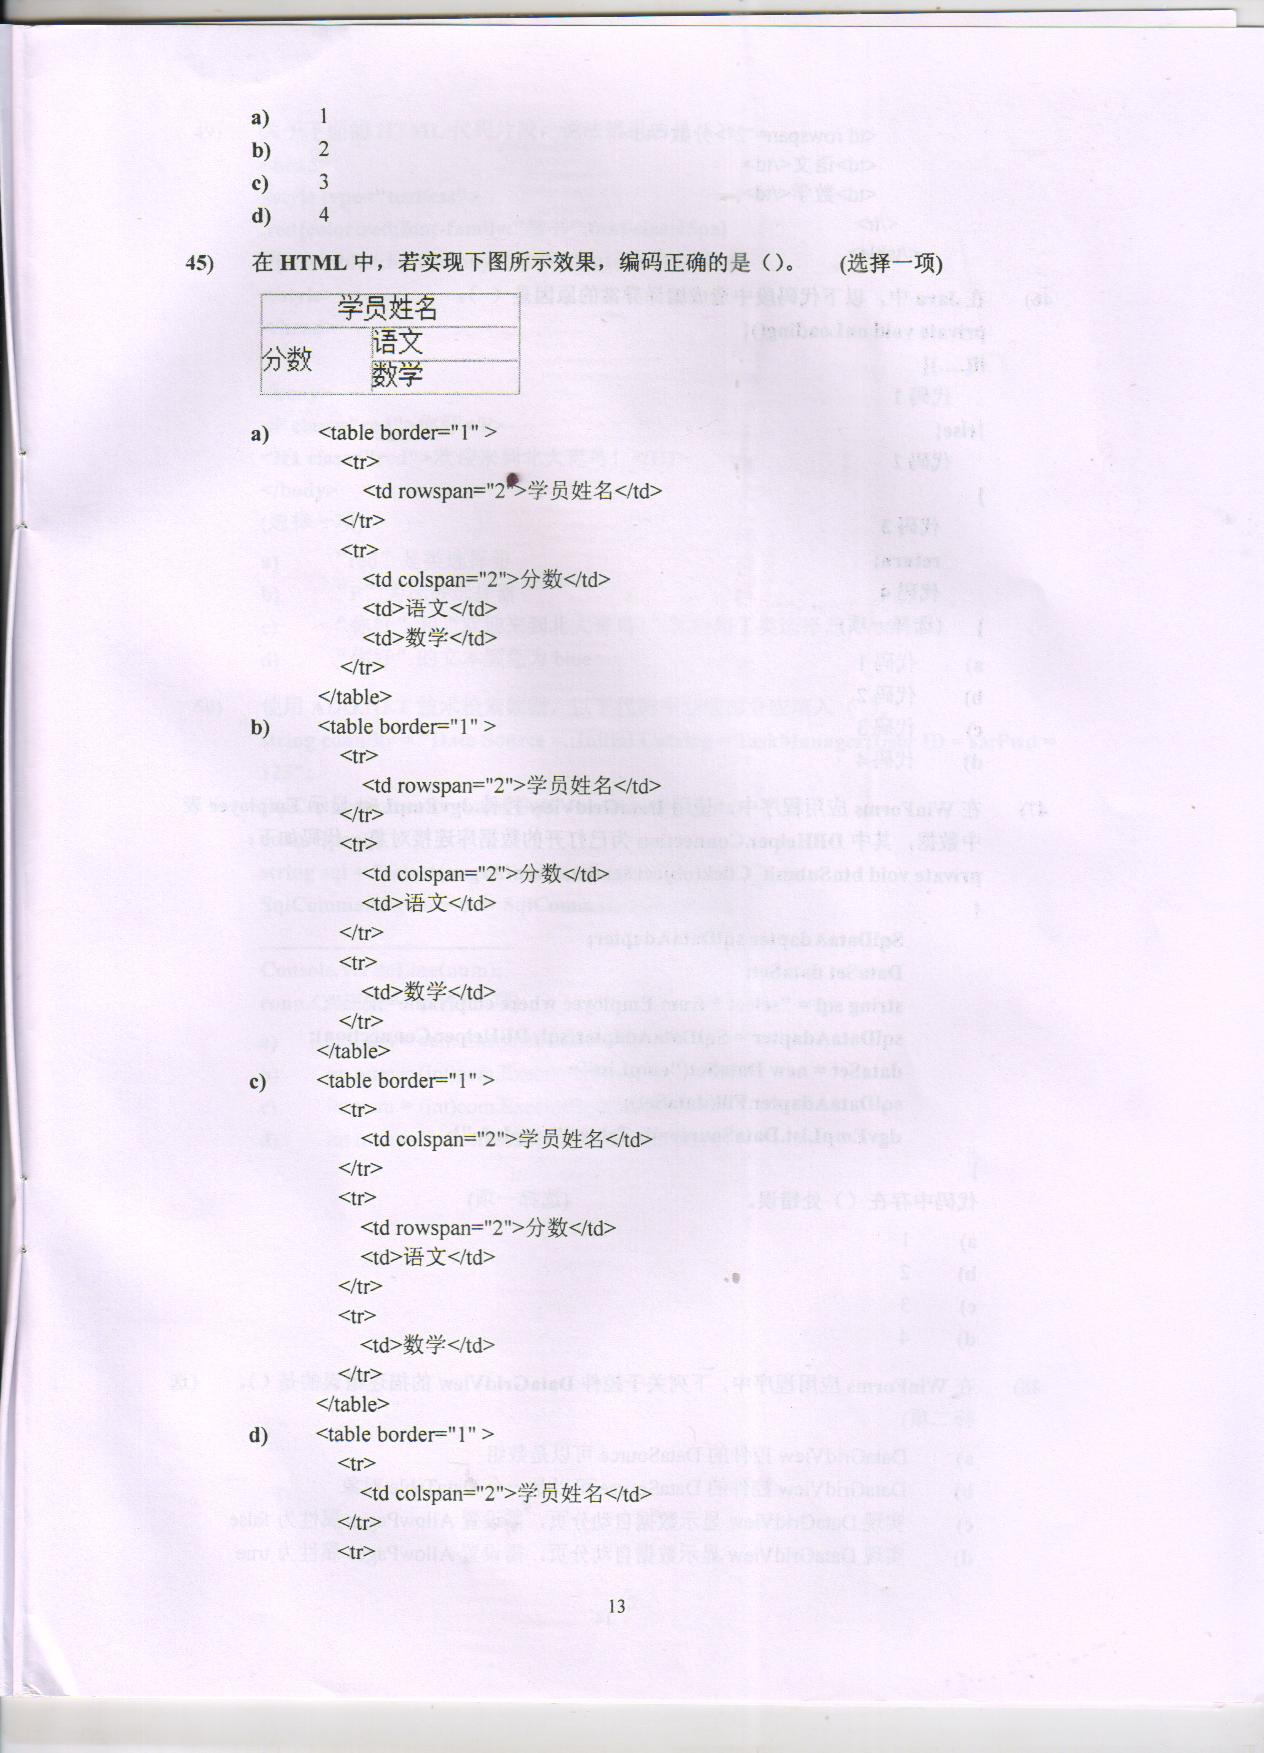 a) 1
b) 2
c) 3
d) 4
45) 在 HTML 中，若实现下图所示效果，编码正确的是（）。 (选择一项)
学员姓名
分数
语文
数学
a) <table border="1" >
<tr>
<td rowspan="2">学员姓名</td>
</tr>
<tr>
<td colspan="2">分数</td>
<td>语文</td>
<td>数学</td>
</tr>
</table>
b) <table border="1" >
<tr>
<td rowspan="2">学员姓名</td>
</tr>
<tr>
<td colspan="2">分数</td>
<td>语文</td>
</tr>
<tr>
<td>数学</td>
</tr>
</table>
c) <table border="1" >
<tr>
<td colspan="2">学员姓名</td>
</tr>
<tr>
<td rowspan="2">分数</td>
<td>语文</td>
</tr>
<tr>
<td>数学</td>
</tr>
</table>
d) <table border="1" >
<tr>
<td colspan="2">学员姓名</td>
</tr>
<tr>
13